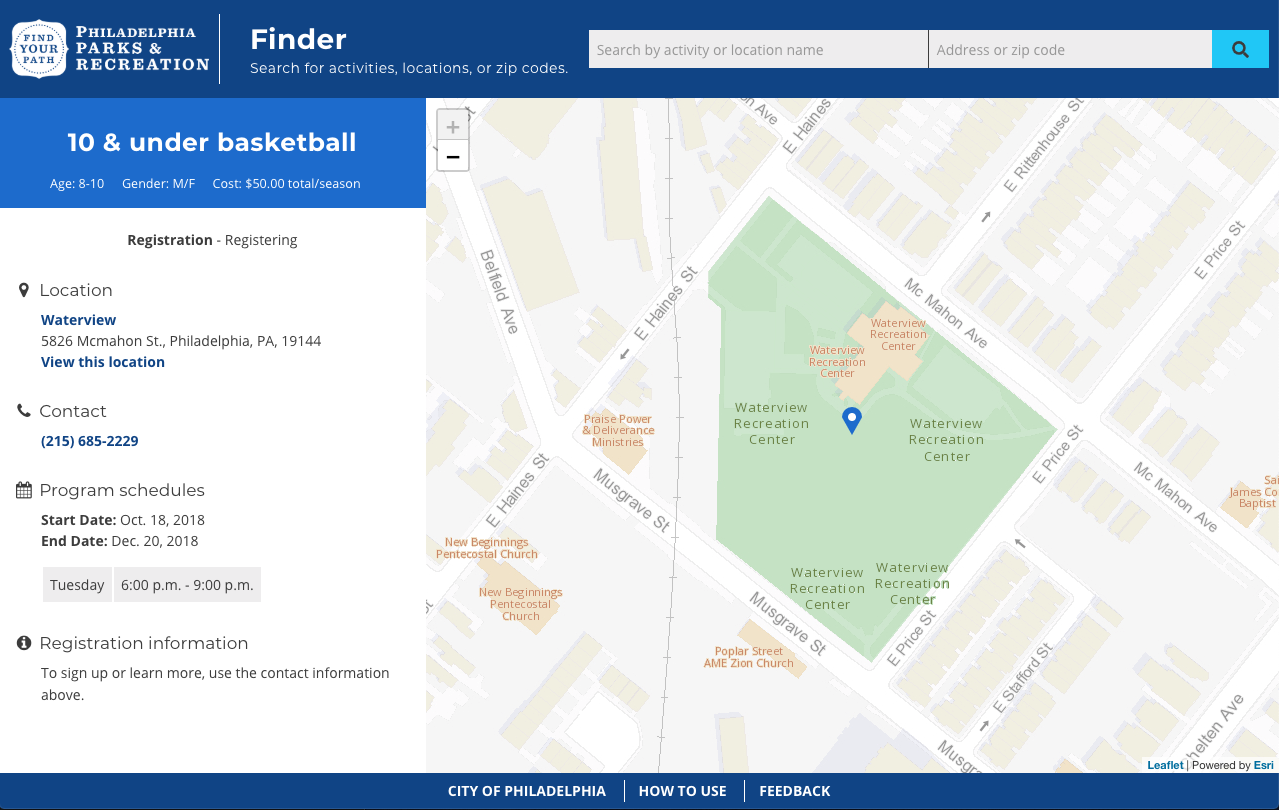 FIND
YOUR
PATH
PHILADELPHIA
PARKS &
RECREATION
Finder
Search for activities, locations, or zip codes.
Search by activity or location name
Address or zip code
10 & under basketball
Age: 8-10 Gender: M/F Cost: $50.00 total/season
Registration - Registering
Location
Waterview
5826 Mcmahon St., Philadelphia, PA, 19144
View this location
Contact
(215) 685-2229
Program schedules
Start Date: Oct. 18, 2018
End Date: Dec. 20, 2018
Tuesday 6:00 p.m. - 9:00 p.m.
Registration information
To sign up or learn more, use the contact information
above.
+
−
St
on Ave
E Haines
E Rittenhouse St
E Price St
Belfield Ave
E Haines St
Mc Mahon Ave
Waterview
Recreation
Center
Waterview
Recreation
Center
Waterview
Recreation
Center
Waterview
Recreation
Center
Praise Power
& Deliverance
Ministries
E Price St
Mc Mahon Ave
E Haines St
Musgrave St
Sai
James Co
Baptist
New Beginnings
Pentecostal Church
New Beginnings
Pentecostal
Church
Waterview
Recreation
Center
Waterview
Recreation
Center
St
Musgrave St
E Price St
Poplar Street
AME Zion Church
E Stafford St
helten Ave
Musg
St
Leaflet | Powered by Esri
CITY OF PHILADELPHIA
HOW TO USE
FEEDBACK